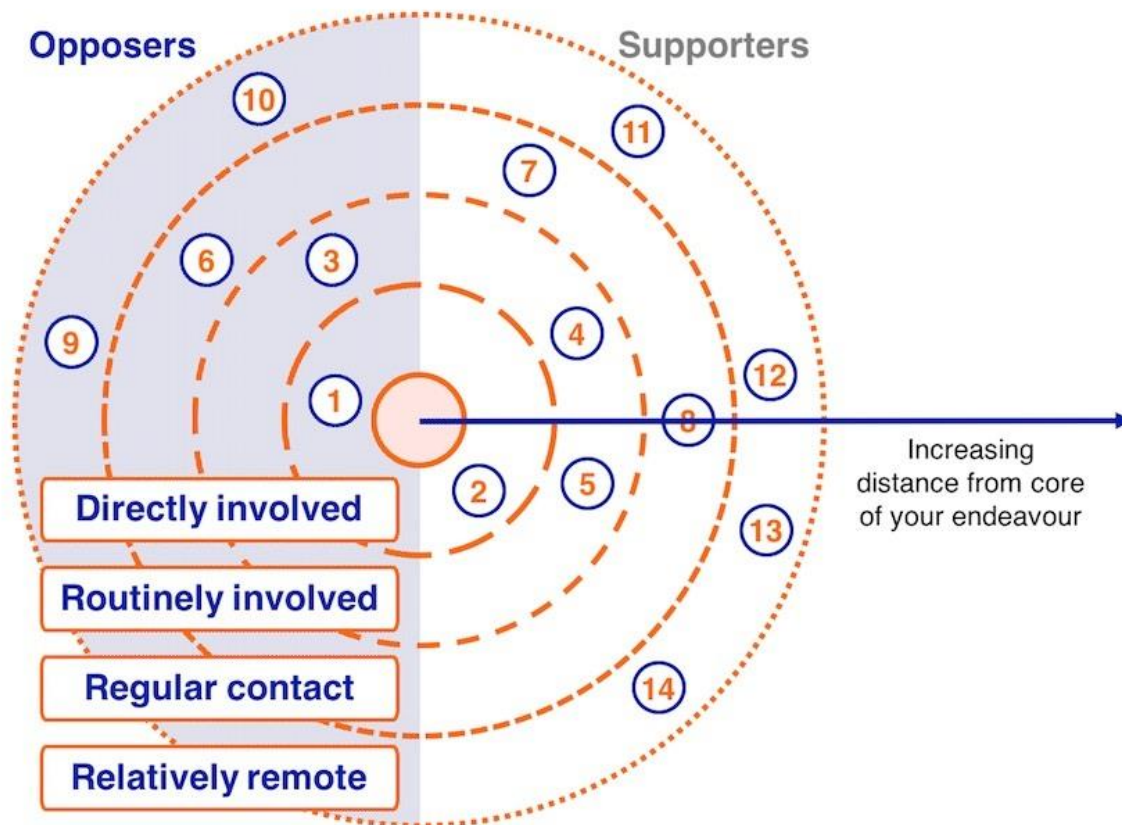 Opposers
Supporters
10
11
7
6
3
4
9
12
1
8
2
5
Increasing
distance from core
of your endeavour
Directly involved
13
Routinely involved
Regular contact
14
Relatively remote